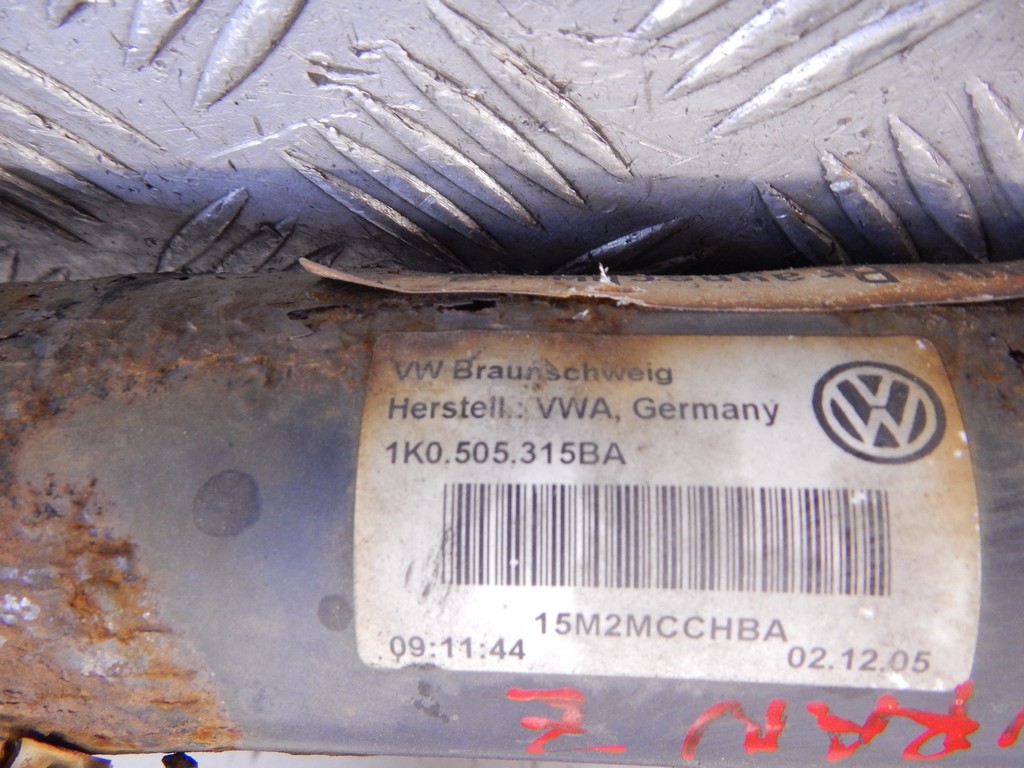 VW Braunschweig
Herstell.: VWA, Germany
1K0.505.315BA
15M2MCCHBA
09:11:44
02.12.05